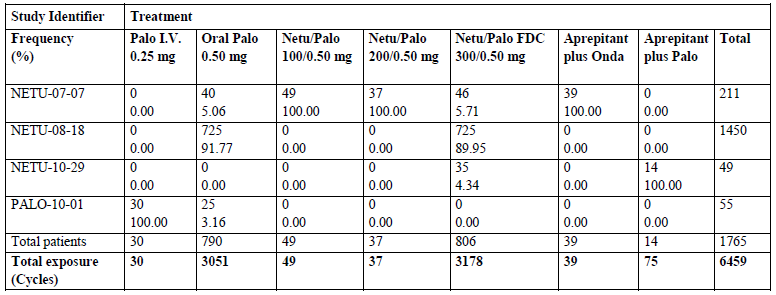 Study Identifier Treatment
Frequency Palo I.V. Oral Palo Netu/Palo Netu/Palo Netu/Palo FDC Aprepitant Aprepitant Total
(%) 0.25 mg 0.50 mg 100/0.50 mg 200/0.50 mg 300/0.50 mg plus Onda plus Palo
NETU-07-07 0 40 49 37 46 39 0 211
0.00 5.06 100.00 100.00 5.71 100.00 0.00
NETU-08-18 0 725 0 0 725 0 0 1450
0.00 91.77 0.00 0.00 89.95 0.00 0.00
NETU-10-29 0 0 0 0 35 0 14 49
0.00 0.00 0.00 0.00 4.34 0.00 100.00
PALO-10-01 30 25 0 0 0 0 0 55
100.00 3.16 0.00 0.00 0.00 0.00 0.00
Total patients 30 790 49 37 806 39 14 1765
Total exposure 30 3051 49 37 3178 39 75 6459
(Cycles)